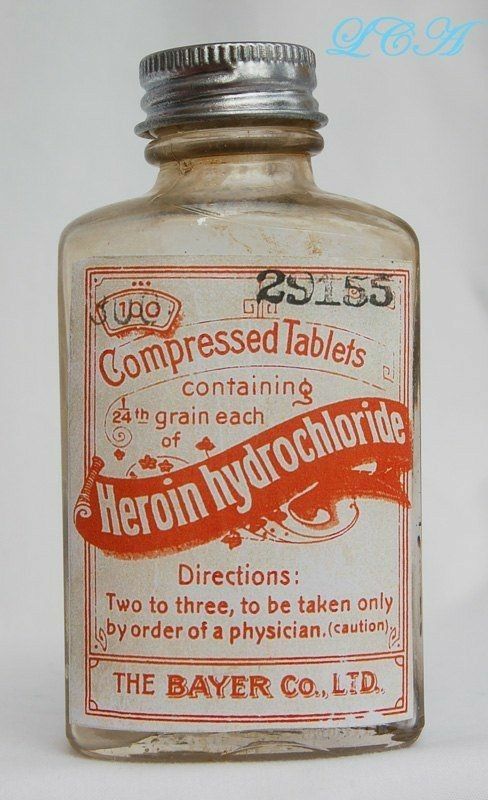 LCA
29155
100
Compressed Tablets
containing
1/24th grain each
of
Heroin hydrochloride
Directions:
Two to three, to be taken only
by order of a physician. (caution)
THE BAYER Co., LTD.